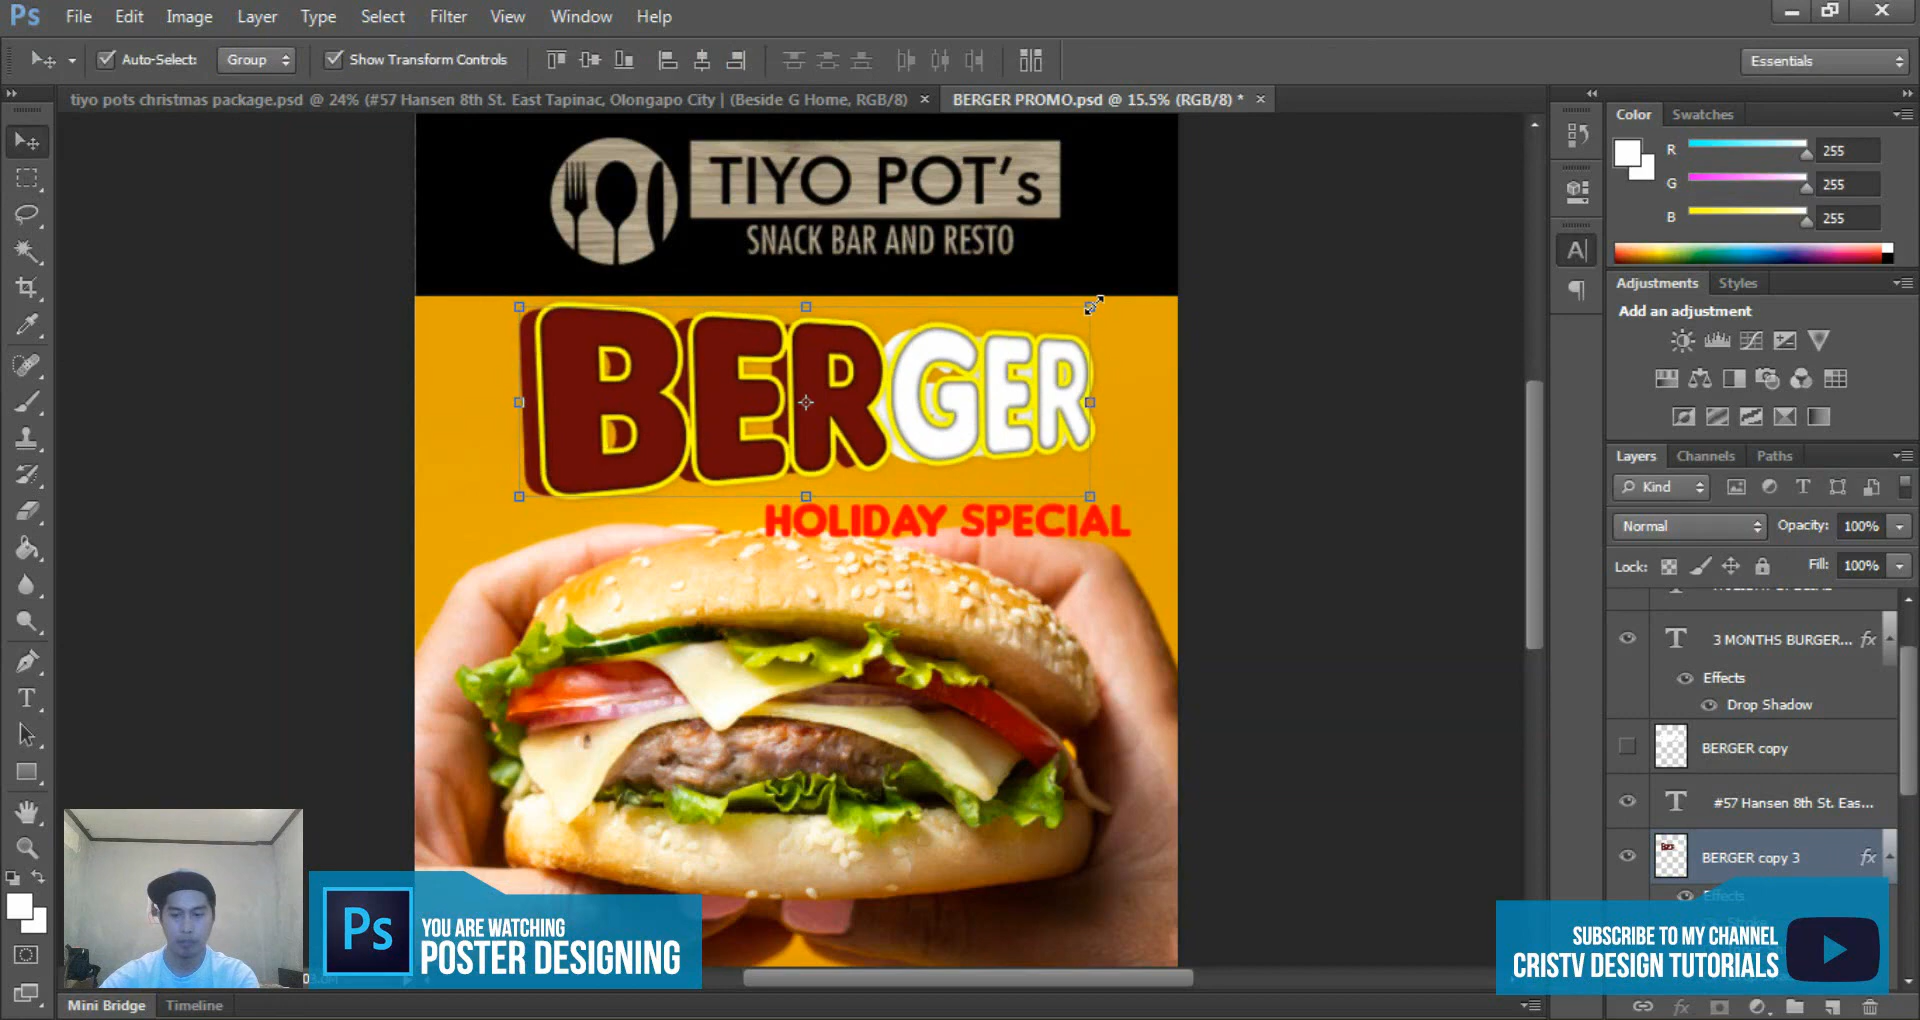 Ps File Edit Image Layer Type Select Filter View Window Help
Auto-Select: Group Show Transform Controls Essentials
tiyo pots christmas package.psd @ 24% (#57 Hansen 8th St. East Tapinac, Olongapo City | (Beside G Home, RGB/8) × BERGER PROMO.psd @ 15.5% (RGB/8) * ×
Color Swatches
R 255
G 255
B 255
TIYO POT's
SNACK BAR AND RESTO
Adjustments Styles
Add an adjustment
BERGER
HOLIDAY SPECIAL
Layers Channels Paths
Kind
Normal Opacity: 100%
Lock: Fill: 100%
3 MONTHS BURGER... fx
Effects
Drop Shadow
BERGER copy
#57 Hansen 8th St. Eas...
BERGER copy 3 fx
Effects
Ps
YOU ARE WATCHING
POSTER DESIGNING
SUBSCRIBE TO MY CHANNEL
CRISTV DESIGN TUTORIALS
Mini Bridge Timeline